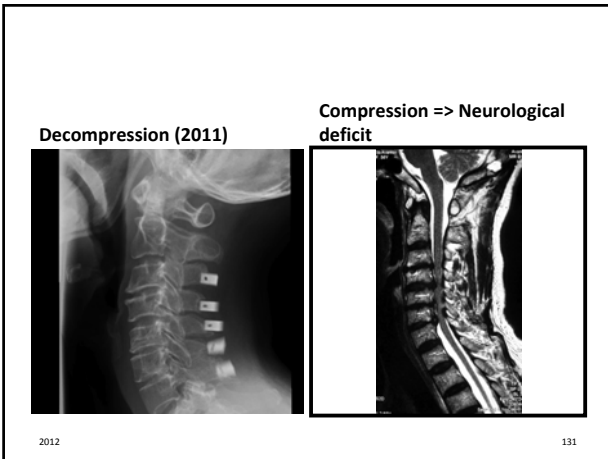 Decompression (2011)
Compression => Neurological
deficit
2012
131